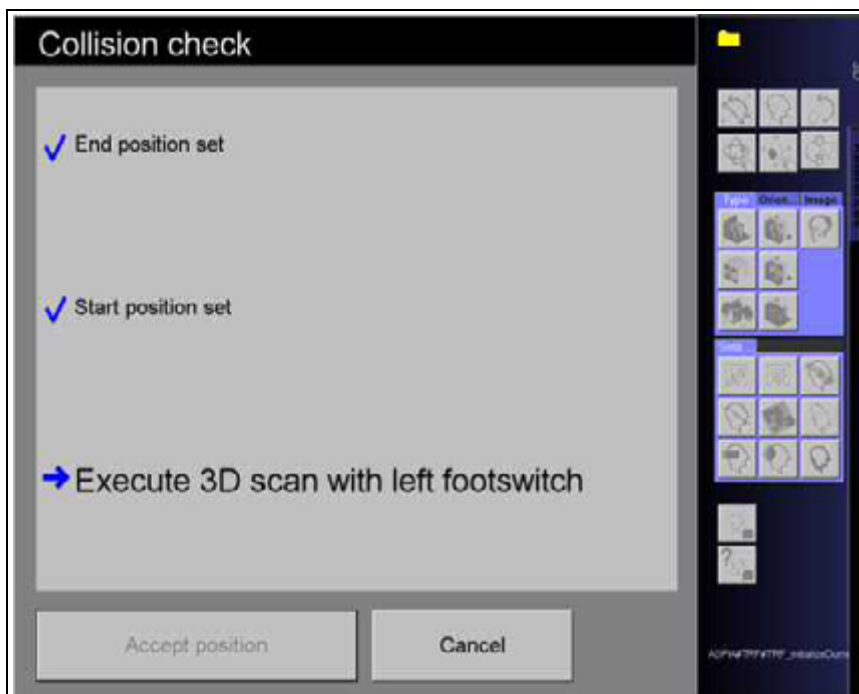 Collision check
End position set
Start position set
Execute 3D scan with left footswitch
Accept position
Cancel
Type Orien... Image